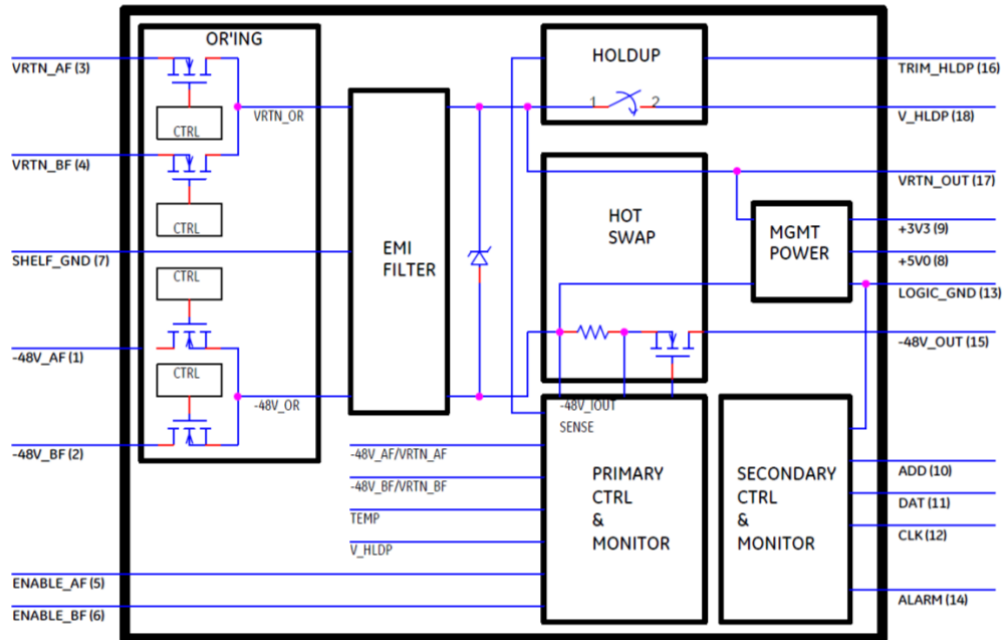 OR'ING
VRTN_AF (3)
CTRL
VRTN_OR
VRTN_BF (4)
CTRL
SHELF_GND (7)
CTRL
-48V_AF (1)
CTRL
-48V_OR
-48V_BF (2)
EMI
FILTER
HOLDUP
1 2
TRIM_HLDP (16)
V_HLDP (18)
VRTN_OUT (17)
HOT
SWAP
MGMT
POWER
+3V3 (9)
+5V0 (8)
LOGIC_GND (13)
-48V_OUT (15)
-48V_IOUT
SENSE
-48V_AF/VRTN_AF
-48V_BF/VRTN_BF
TEMP
V_HLDP
PRIMARY
CTRL
&
MONITOR
SECONDARY
CTRL
&
MONITOR
ADD (10)
DAT (11)
CLK (12)
ALARM (14)
ENABLE_AF (5)
ENABLE_BF (6)